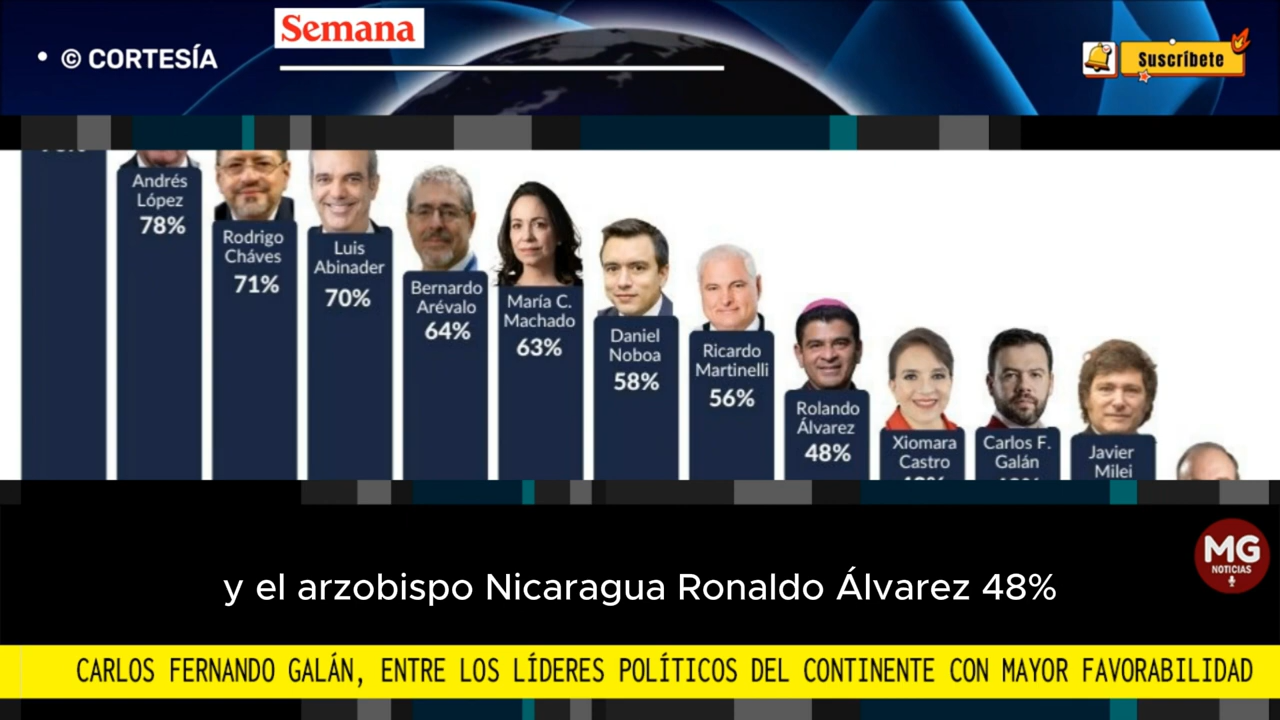 Semana
• © CORTESÍA
Suscríbete
Andrés
López
78%
Rodrigo
Cháves
71%
Luis
Abinader
70%
Bernardo
Arévalo
64%
María C.
Machado
63%
Daniel
Noboa
58%
Ricardo
Martinelli
56%
Rolando
Álvarez
48%
Xiomara
Castro
Carlos F.
Galán
Javier
Milei
MG
NOTICIAS
y el arzobispo Nicaragua Ronaldo Álvarez 48%
CARLOS FERNANDO GALÁN, ENTRE LOS LÍDERES POLÍTICOS DEL CONTINENTE CON MAYOR FAVORABILIDAD